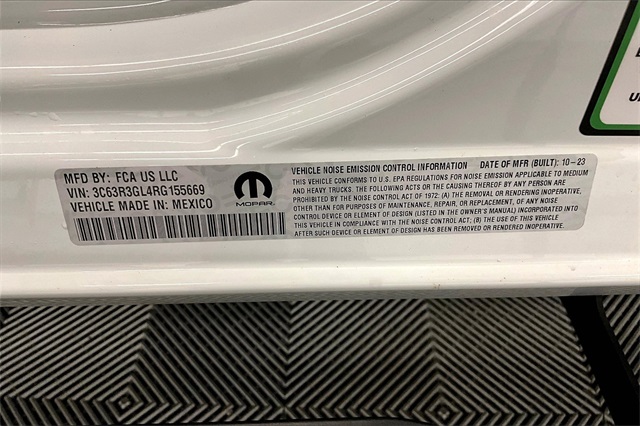 MFD BY: FCA US LLC
VIN: 3C63R3GL4RG155669
VEHICLE MADE IN: MEXICO
MOPAR.
VEHICLE NOISE EMISSION CONTROL INFORMATION DATE OF MFR (BUILT): 10-23
THIS VEHICLE CONFORMS TO U.S. EPA REGULATIONS FOR NOISE EMISSION APPLICABLE TO MEDIUM
AND HEAVY TRUCKS. THE FOLLOWING ACTS OR THE CAUSING THEREOF BY ANY PERSON ARE
PROHIBITED BY THE NOISE CONTROL ACT OF 1972: (A) THE REMOVAL OR RENDERING INOPERATIVE,
OTHER THAN FOR PURPOSES OF MAINTENANCE, REPAIR, OR REPLACEMENT, OF ANY NOISE
CONTROL DEVICE OR ELEMENT OF DESIGN (LISTED IN THE OWNER'S MANUAL) INCORPORATED INTO
THIS VEHICLE IN COMPLIANCE WITH THE NOISE CONTROL ACT; (B) THE USE OF THIS VEHICLE
AFTER SUCH DEVICE OR ELEMENT OF DESIGN HAS BEEN REMOVED OR RENDERED INOPERATIVE.